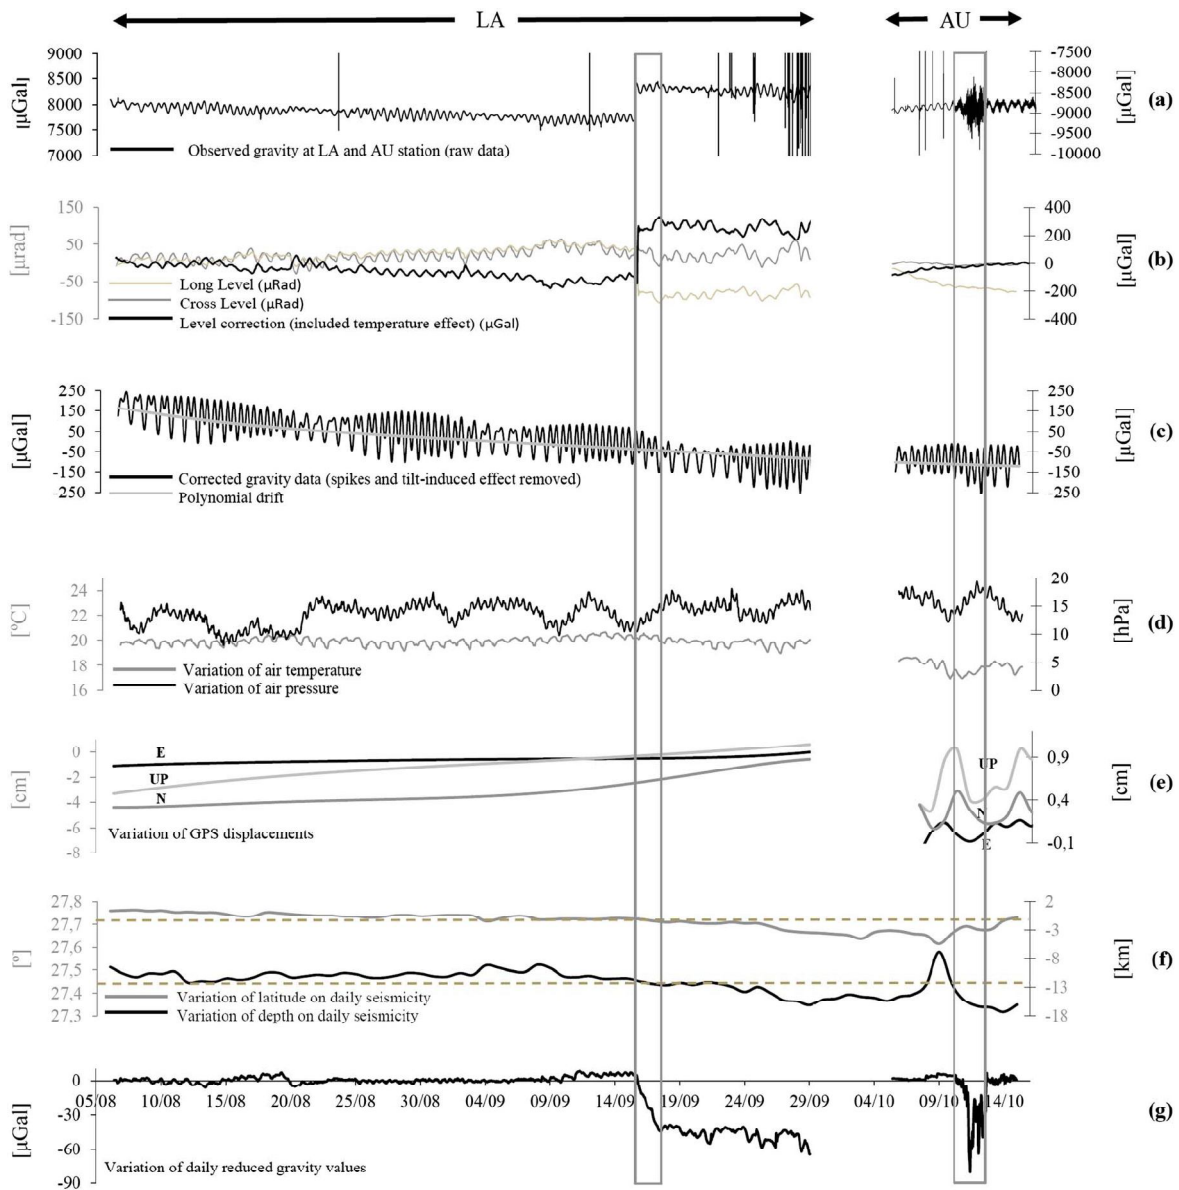 LA AU
9000
8500
8000
7500
7000
[μGal]
-7500
-8000
-8500
-9000
-9500
-10000
[μGal]
(a)
Observed gravity at LA and AU station (raw data)
150
50
-50
-150
[μrad]
400
200
0
-200
-400
[μGal]
(b)
Long Level (μRad)
Cross Level (μRad)
Level correction (included temperature effect) (μGal)
250
150
50
-50
-150
250
[μGal]
250
150
50
-50
-150
250
[μGal]
(c)
Corrected gravity data (spikes and tilt-induced effect removed)
Polynomial drift
24
22
20
18
16
[ºC]
20
15
10
5
0
[hPa]
(d)
Variation of air temperature
Variation of air pressure
0
-2
-4
-6
-8
[cm]
E
UP
N
UP
N
E
0,9
0,4
-0,1
[cm]
(e)
Variation of GPS displacements
27,8
27,7
27,6
27,5
27,4
27.3
[º]
2
-3
-8
-13
-18
[km]
(f)
Variation of latitude on daily seismicity
Variation of depth on daily seismicity
0
-30
-60
-90
[μGal]
05/08 10/08 15/08 20/08 25/08 30/08 04/09 09/09 14/09 19/09 24/09 29/09 04/10 09/10 14/10
(g)
Variation of daily reduced gravity values